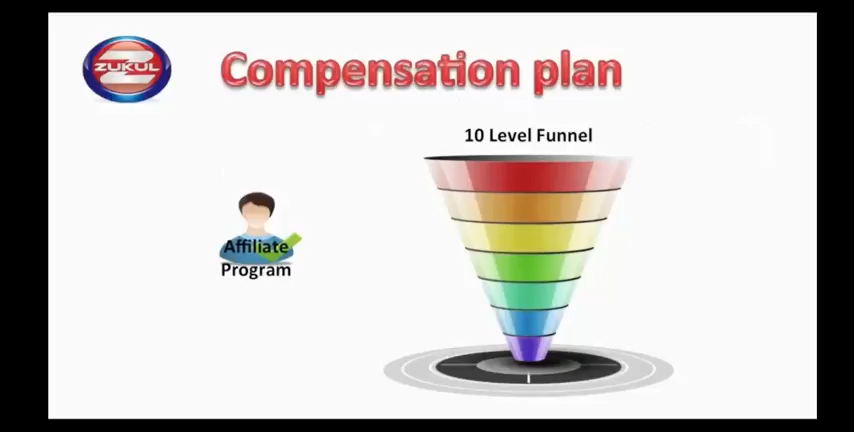 ZUKUL
Compensation plan
10 Level Funnel
Affiliate
Program